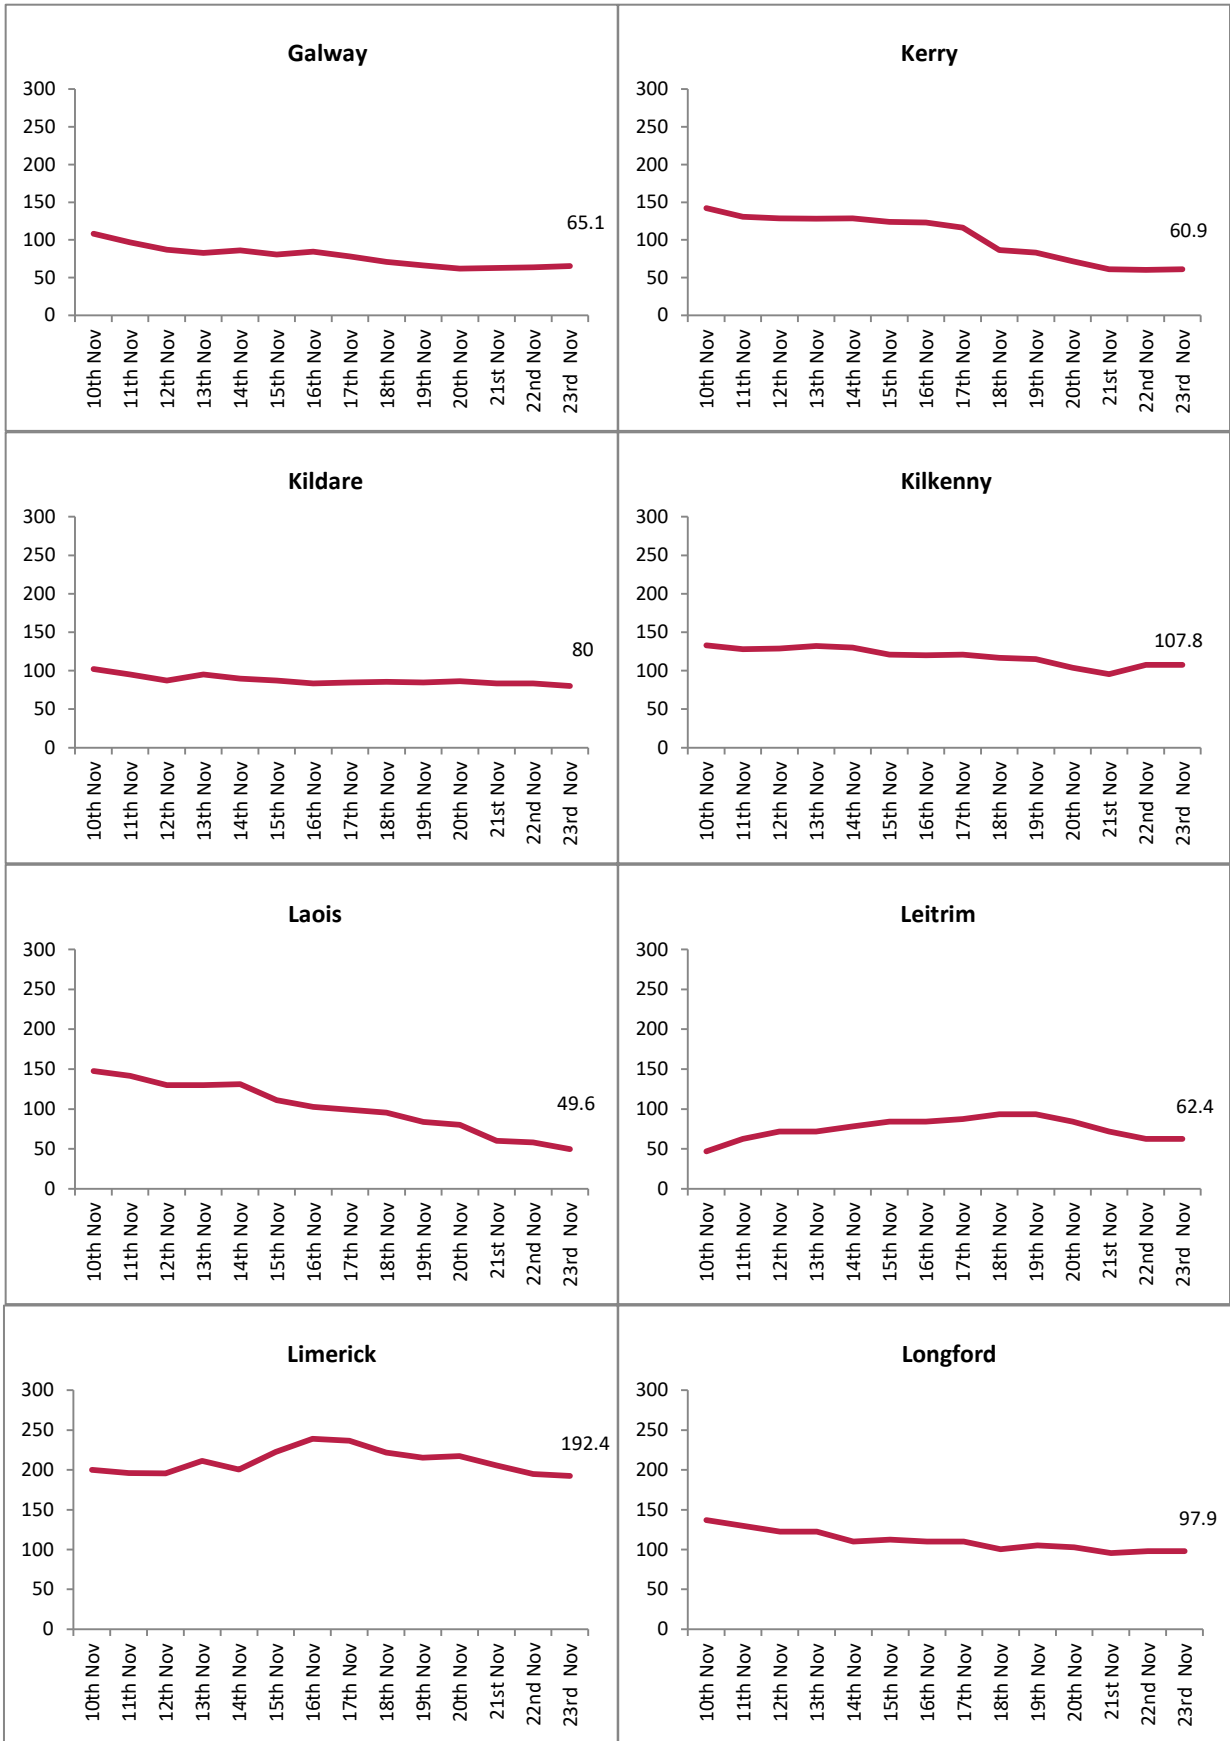 Galway
300
250
200
150
100
50
0
65.1
10th Nov
11th Nov
12th Nov
13th Nov
14th Nov
15th Nov
16th Nov
17th Nov
18th Nov
19th Nov
20th Nov
21st Nov
22nd Nov
23rd Nov
Kerry
300
250
200
150
100
50
0
60.9
10th Nov
11th Nov
12th Nov
13th Nov
14th Nov
15th Nov
16th Nov
17th Nov
18th Nov
19th Nov
20th Nov
21st Nov
22nd Nov
23rd Nov
Kildare
300
250
200
150
100
50
0
80
10th Nov
11th Nov
12th Nov
13th Nov
14th Nov
15th Nov
16th Nov
17th Nov
18th Nov
19th Nov
20th Nov
21st Nov
22nd Nov
23rd Nov
Kilkenny
300
250
200
150
100
50
0
107.8
10th Nov
11th Nov
12th Nov
13th Nov
14th Nov
15th Nov
16th Nov
17th Nov
18th Nov
19th Nov
20th Nov
21st Nov
22nd Nov
23rd Nov
Laois
300
250
200
150
100
50
0
49.6
10th Nov
11th Nov
12th Nov
13th Nov
14th Nov
15th Nov
16th Nov
17th Nov
18th Nov
19th Nov
20th Nov
21st Nov
22nd Nov
23rd Nov
Leitrim
300
250
200
150
100
50
0
62.4
10th Nov
11th Nov
12th Nov
13th Nov
14th Nov
15th Nov
16th Nov
17th Nov
18th Nov
19th Nov
20th Nov
21st Nov
22nd Nov
23rd Nov
Limerick
300
250
200
150
100
50
0
192.4
10th Nov
11th Nov
12th Nov
13th Nov
14th Nov
15th Nov
16th Nov
17th Nov
18th Nov
19th Nov
20th Nov
21st Nov
22nd Nov
23rd Nov
Longford
300
250
200
150
100
50
0
97.9
10th Nov
11th Nov
12th Nov
13th Nov
14th Nov
15th Nov
16th Nov
17th Nov
18th Nov
19th Nov
20th Nov
21st Nov
22nd Nov
23rd Nov